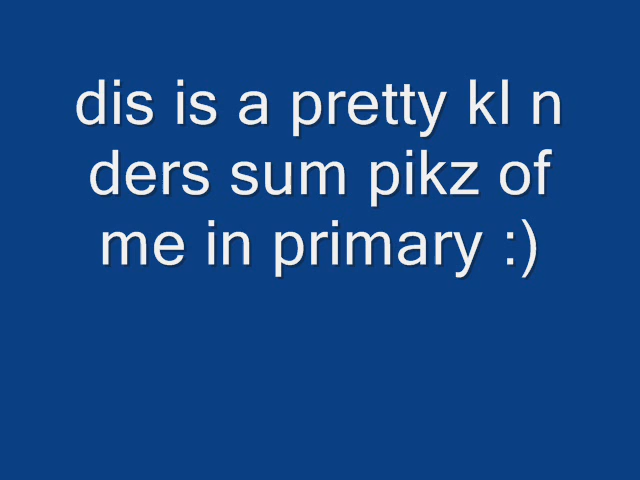 dis is a pretty kl n
ders sum pikz of
me in primary :)